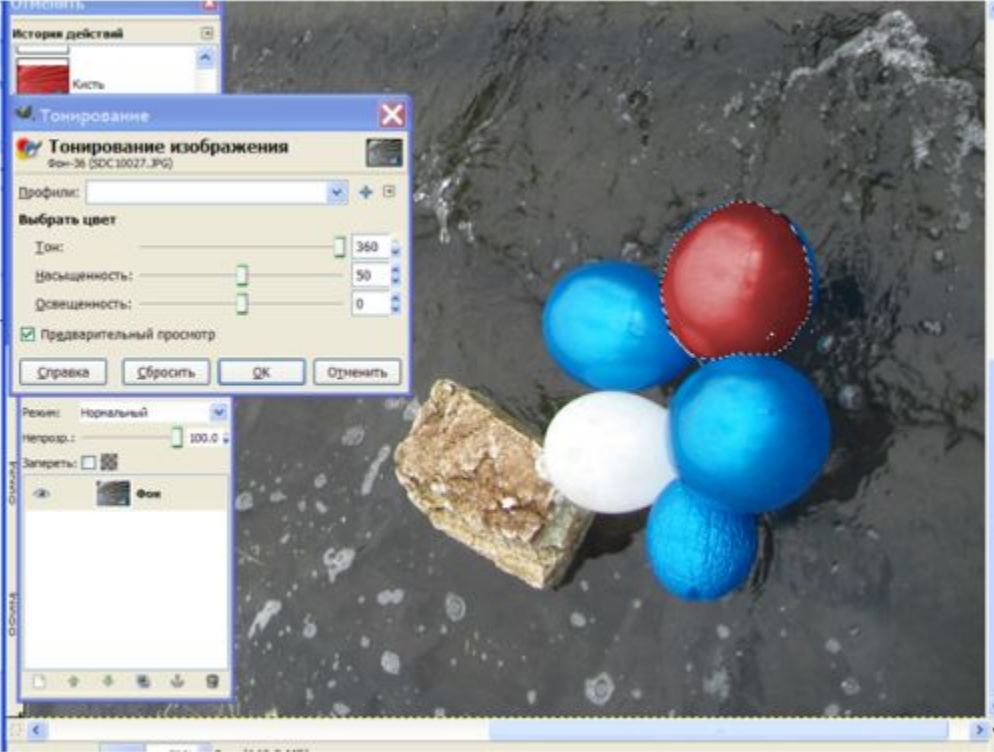 Отменить
История действий
Кисть
Тонирование
Тонирование изображения
Фон-36 (SDC10027.JPG)
Профили:
Выбрать цвет
Тон: 360
Насыщенность: 50
Освещенность: 0
Предварительный просмотр
Справка Сбросить OK Отменить
Режим: Нормальный
Непрозр.: 100.0
Запереть:
Фон